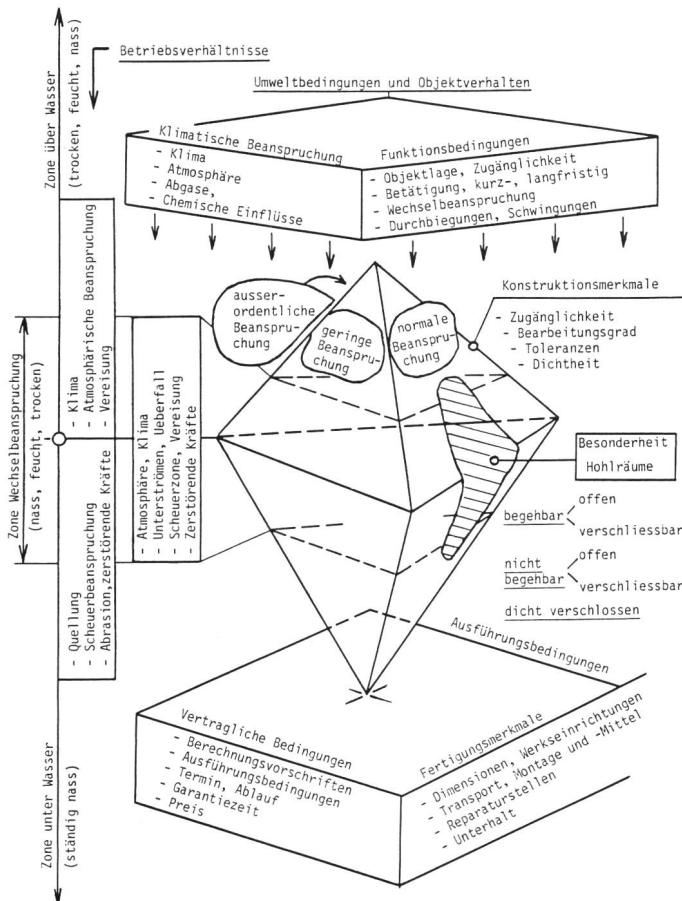 Betriebsverhältnisse
Umweltbedingungen und Objektverhalten
Klimatische Beanspruchung
- Klima
- Atmosphäre
- Abgase,
- Chemische Einflüsse
Funktionsbedingungen
- Objektlage, Zugänglichkeit
- Betätigung, kurz-, langfristig
- Wechselbeanspruchung
- Durchbiegungen, Schwingungen
Zone über Wasser
(trocken, feucht, nass)
- Klima
- Atmosphärische Beanspruchung
- Vereisung
Zone Wechselbeanspruchung
(nass, feucht, trocken)
- Atmosphäre, Klima
- Unterströmen, Ueberfall
- Scheuerzone, Vereisung
- Zerstörende Kräfte
- Quellung
- Scheuerbeanspruchung
- Abrasion,zerstörende Kräfte
Zone unter Wasser
(ständig nass)
ausser-
ordentliche
Beanspru-
chung
geringe
Beanspru-
chung
normale
Beanspru-
chung
Konstruktionsmerkmale
- Zugänglichkeit
- Bearbeitungsgrad
- Toleranzen
- Dichtheit
Besonderheit
Hohlräume
begehbar
offen
verschliessbar
nicht
begehbar
offen
verschliessbar
dicht verschlossen
Ausführungsbedingungen
Vertragliche Bedingungen
- Berechnungsvorschriften
- Ausführungsbedingungen
- Termin, Ablauf
- Garantiezeit
- Preis
Fertigungsmerkmale
- Dimensionen, Werkseinrichtungen
- Transport, Montage und -Mittel
- Reparaturstellen
- Unterhalt